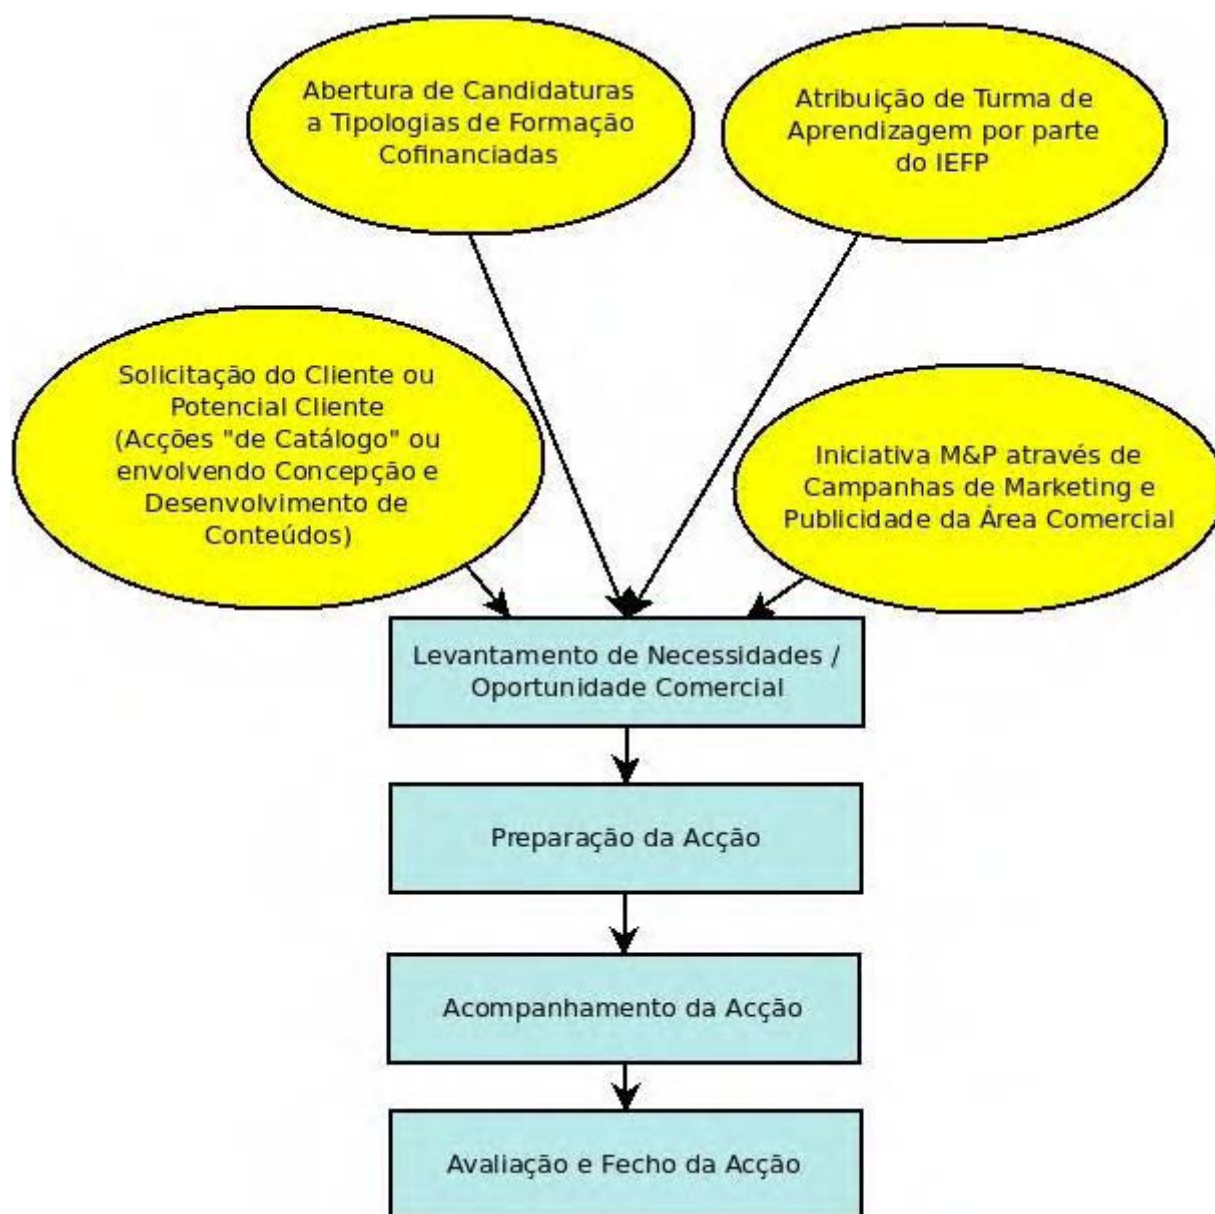 Abertura de Candidaturas
a Tipologias de Formação
Cofinanciadas
Atribuição de Turma de
Aprendizagem por parte
do IEFP
Solicitação do Cliente ou
Potencial Cliente
(Acções "de Catálogo" ou
envolvendo Concepção e
Desenvolvimento de
Conteúdos)
Iniciativa M&P através de
Campanhas de Marketing e
Publicidade da Área Comercial
Levantamento de Necessidades /
Oportunidade Comercial
Preparação da Acção
Acompanhamento da Acção
Avaliação e Fecho da Acção